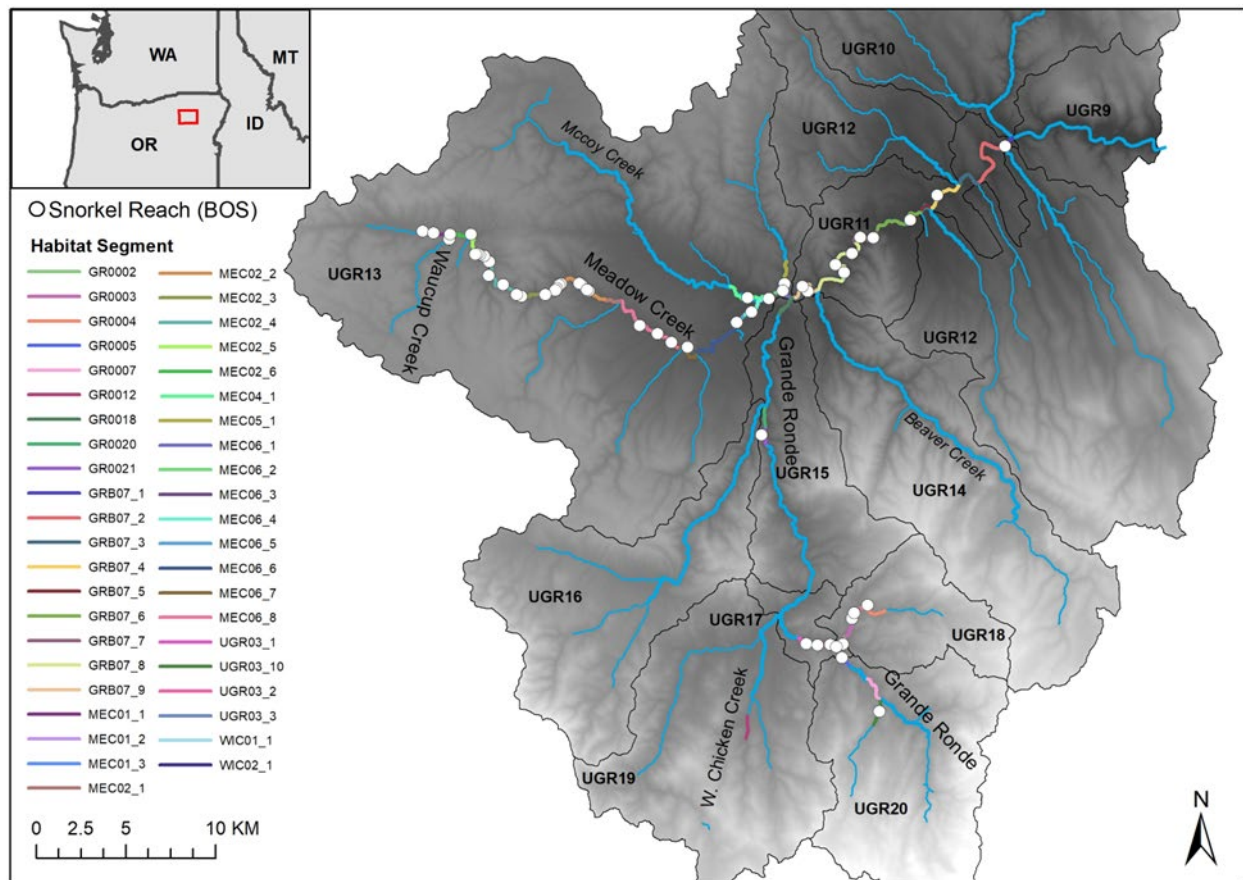 WA
MT
OR
ID
Snorkel Reach (BOS)
Habitat Segment
GR0002
GR0003
GR0004
GR0005
GR0007
GR0012
GR0018
GR0020
GR0021
GRB07_1
GRB07_2
GRB07_3
GRB07_4
GRB07_5
GRB07_6
GRB07_7
GRB07_8
GRB07_9
MEC01_1
MEC01_2
MEC01_3
MEC02_1
MEC02_2
MEC02_3
MEC02_4
MEC02_5
MEC02_6
MEC04_1
MEC05_1
MEC06_1
MEC06_2
MEC06_3
MEC06_4
MEC06_5
MEC06_6
MEC06_7
MEC06_8
UGR03_1
UGR03_10
UGR03_2
UGR03_3
WIC01_1
WIC02_1
0 2.5 5 10 KM
UGR10
UGR9
UGR12
Mccoy Creek
UGR11
UGR13
Waucup Creek
Meadow Creek
UGR12
Grande Ronde
Beaver Creek
UGR15
UGR14
UGR16
UGR17
UGR18
Grande Ronde
W. Chicken Creek
UGR19
UGR20
N